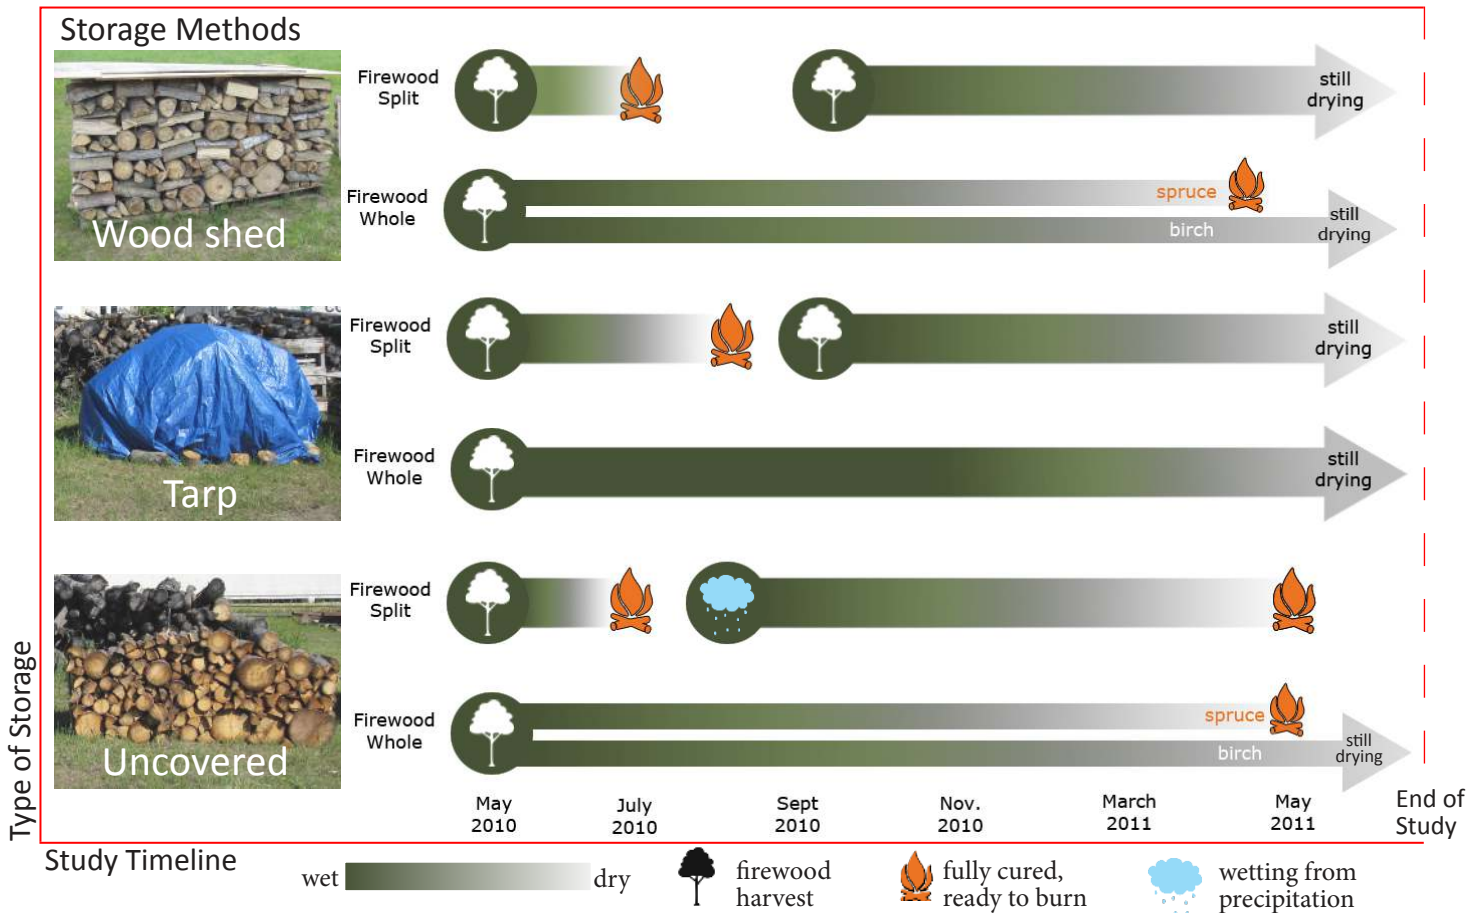 Storage Methods
Firewood
Split
still
drying
Wood shed
Firewood
Whole
spruce
birch
still
drying
Tarp
Firewood
Split
still
drying
Firewood
Whole
still
drying
Uncovered
Firewood
Split
Firewood
Whole
spruce
birch
still
drying
Type of Storage
May
2010
July
2010
Sept
2010
Nov.
2010
March
2011
May
2011
End of
Study
Study Timeline
wet
dry
firewood
harvest
fully cured,
ready to burn
wetting from
precipitation